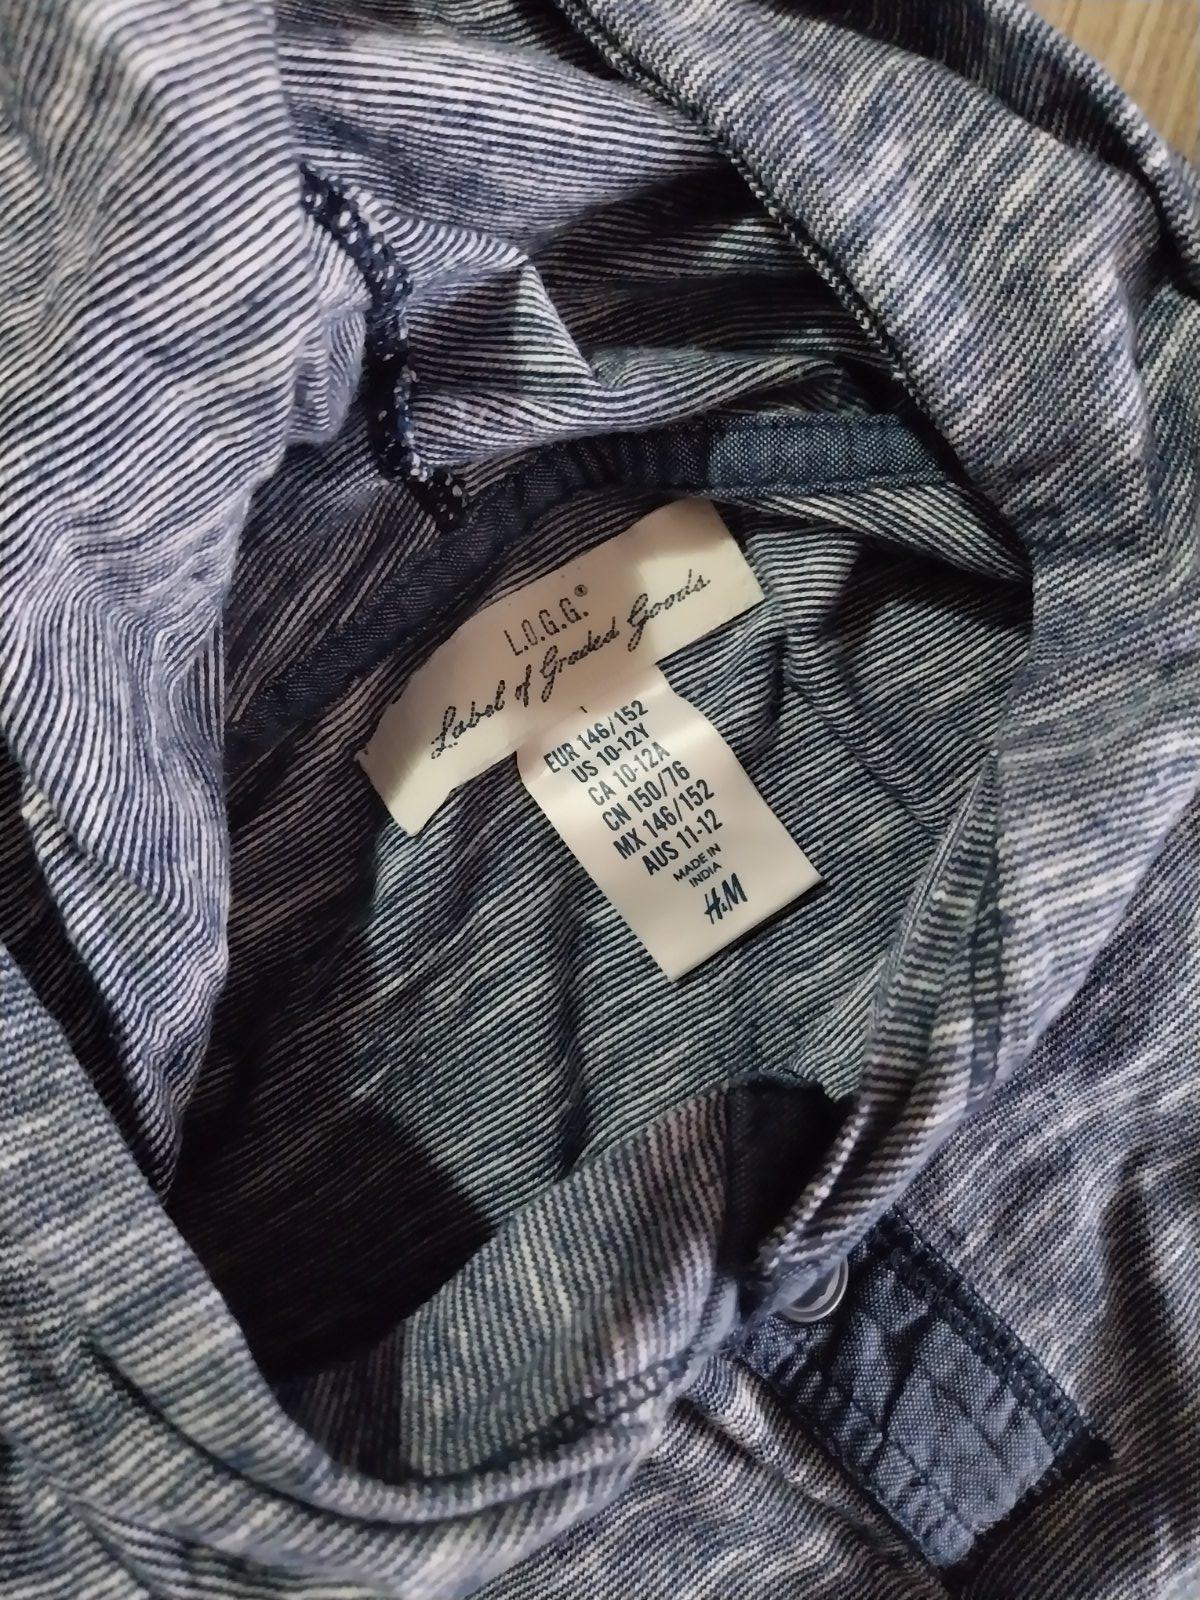 L.O.G.G.®
Label of Graded Goods.
EUR 146/152
US 10-12Y
CA 10-12A
CN 150/76
MX 146/152
AUS 11-12
MADE IN
INDIA
H&M